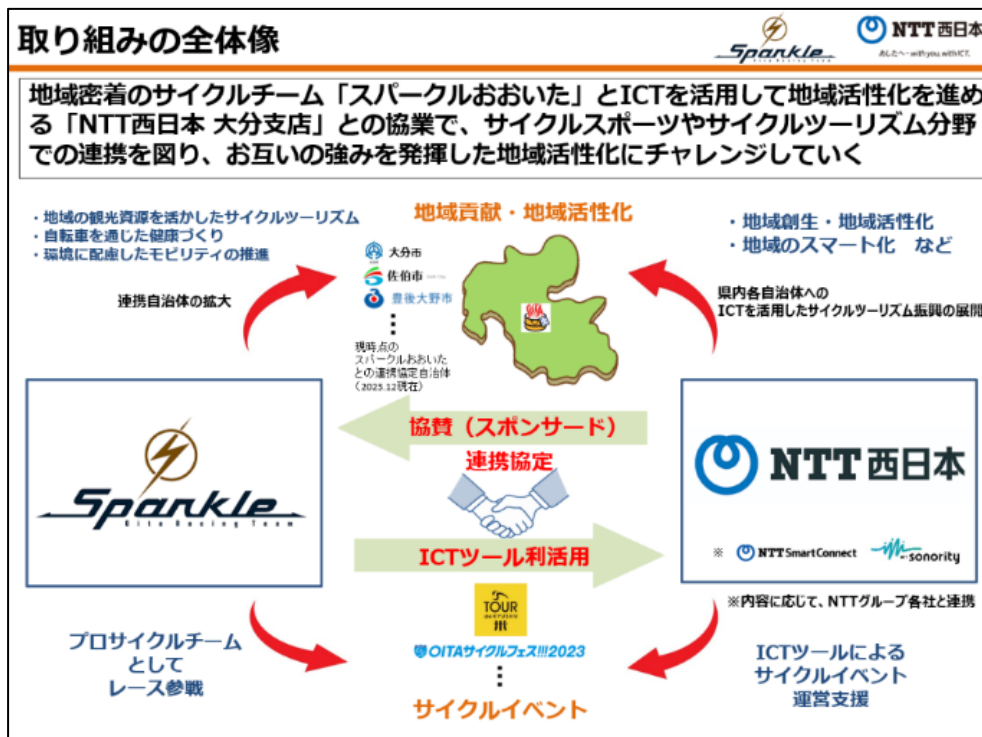 取り組みの全体像
Sparkle
Oita Racing Team
NTT西日本
あしたへーwith you, with ICT.
地域密着のサイクルチーム「スパークルおおいた」とICTを活用して地域活性化を進め
る「NTT西日本 大分支店」との協業で、サイクルスポーツやサイクルツーリズム分野
での連携を図り、お互いの強みを発揮した地域活性化にチャレンジしていく
・地域の観光資源を活かしたサイクルツーリズム
・自転車を通じた健康づくり
・環境に配慮したモビリティの推進
連携自治体の拡大
地域貢献・地域活性化
大分市
佐伯市
豊後大野市
現時点の
スパークルおおいた
との連携協定自治体
（2023.12現在）
・地域創生・地域活性化
・地域のスマート化　など
県内各自治体への
ICTを活用したサイクルツーリズム振興の展開
Sparkle
Oita Racing Team
協賛（スポンサード）
連携協定
ICTツール利活用
NTT西日本
※ NTT SmartConnect
sonority
※内容に応じて、NTTグループ各社と連携
プロサイクルチーム
として
レース参戦
TOUR
OITAサイクルフェス!!!2023
サイクルイベント
ICTツールによる
サイクルイベント
運営支援